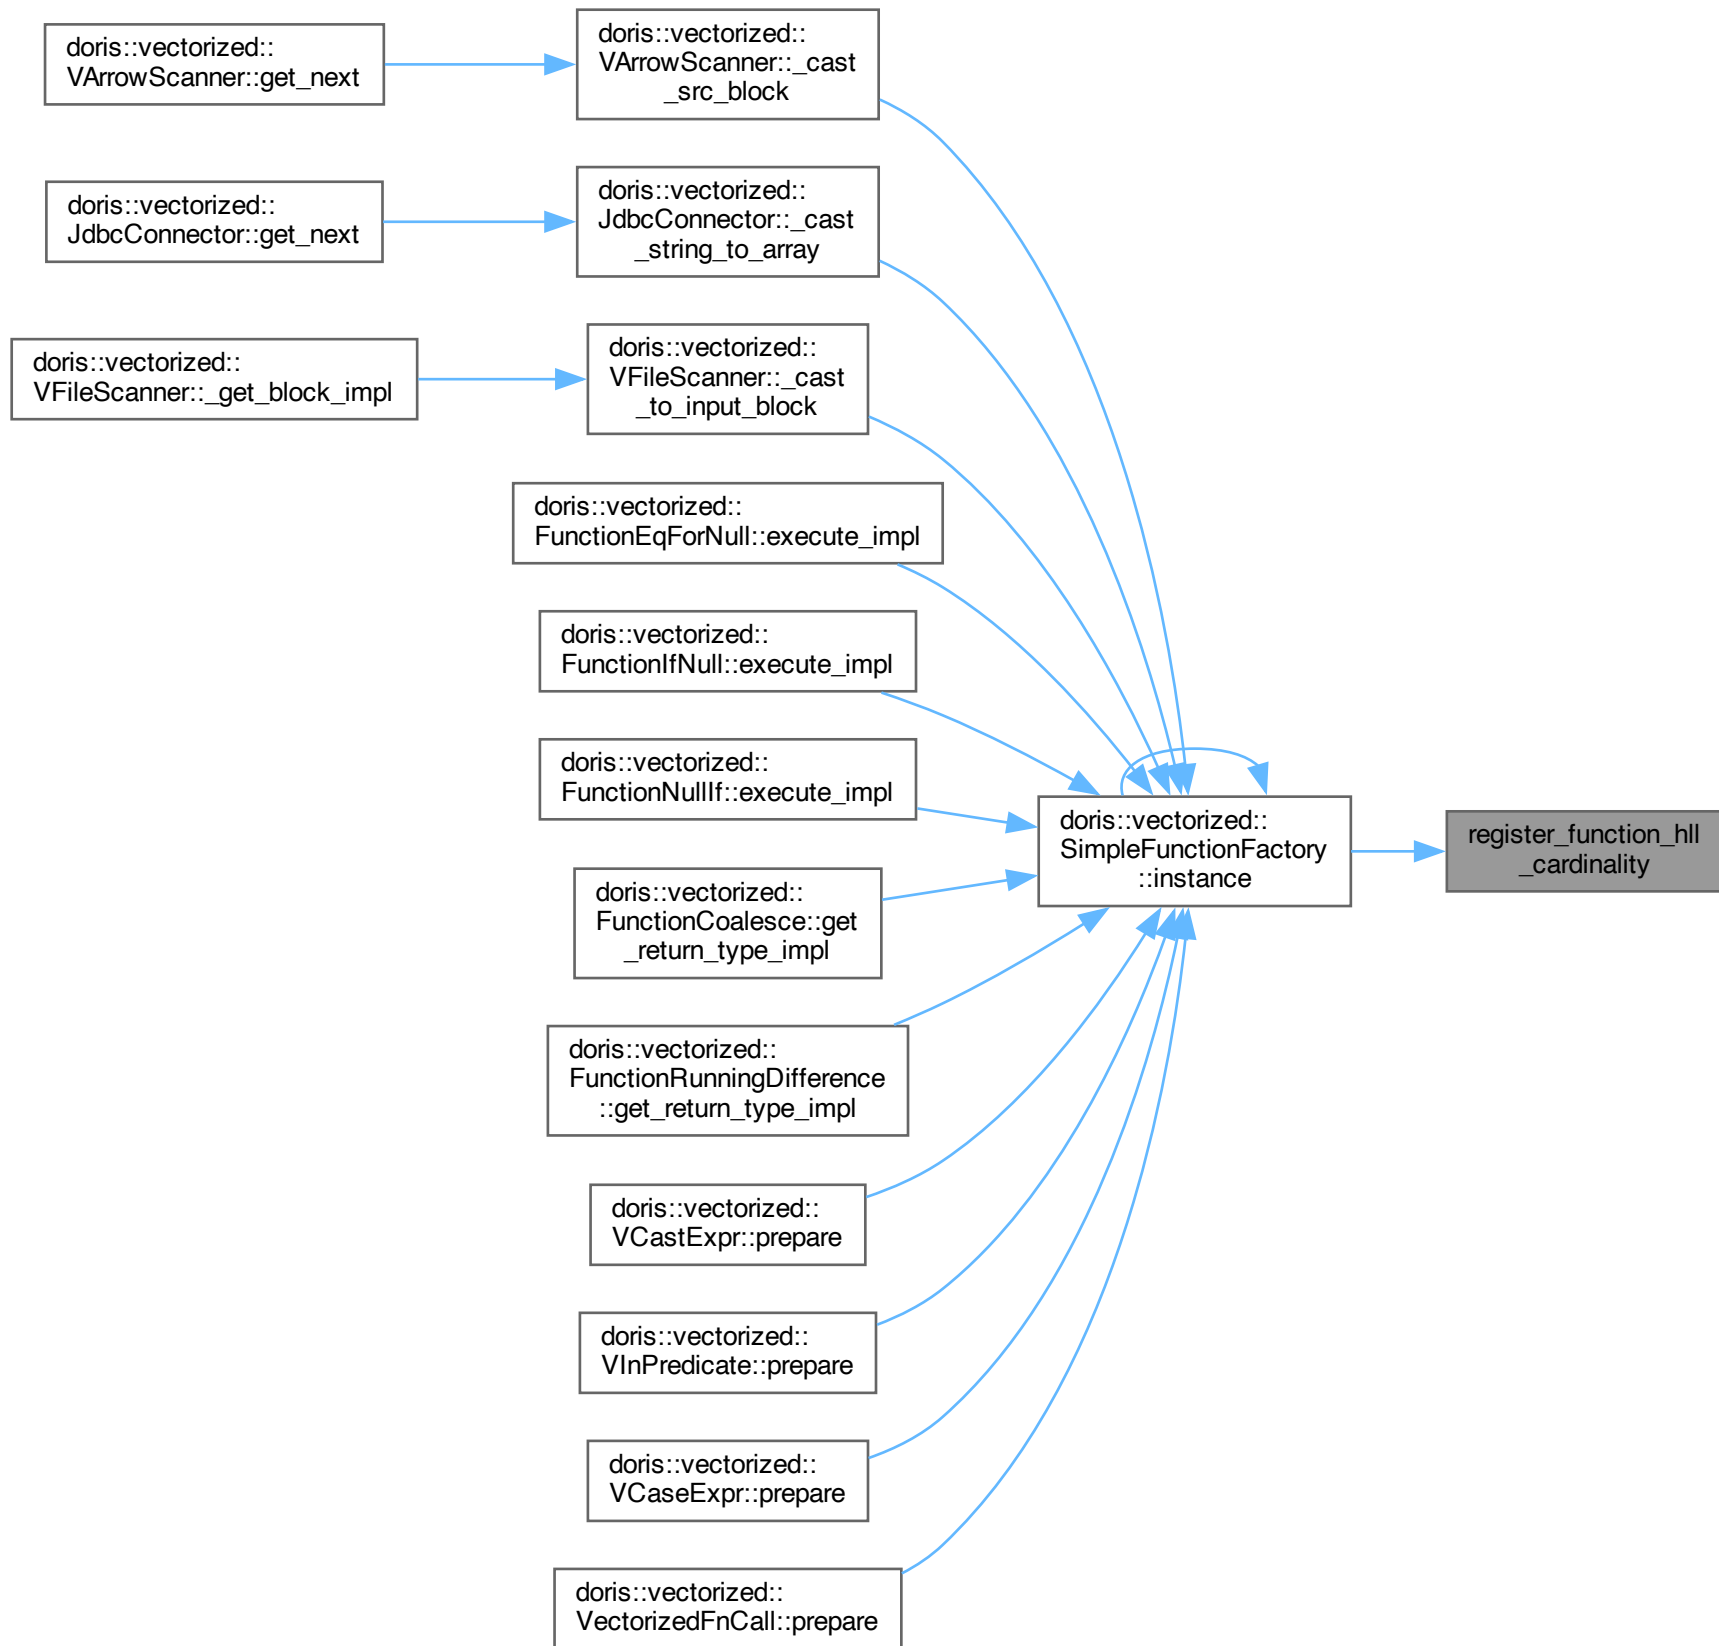 doris::vectorized::
VArrowScanner::get_next
doris::vectorized::
VArrowScanner::_cast
_src_block
doris::vectorized::
JdbcConnector::get_next
doris::vectorized::
JdbcConnector::_cast
_string_to_array
doris::vectorized::
VFileScanner::_get_block_impl
doris::vectorized::
VFileScanner::_cast
_to_input_block
doris::vectorized::
FunctionEqForNull::execute_impl
doris::vectorized::
FunctionIfNull::execute_impl
doris::vectorized::
FunctionNullIf::execute_impl
doris::vectorized::
FunctionCoalesce::get
_return_type_impl
doris::vectorized::
FunctionRunningDifference
::get_return_type_impl
doris::vectorized::
VCastExpr::prepare
doris::vectorized::
VInPredicate::prepare
doris::vectorized::
VCaseExpr::prepare
doris::vectorized::
VectorizedFnCall::prepare
doris::vectorized::
SimpleFunctionFactory
::instance
register_function_hll
_cardinality